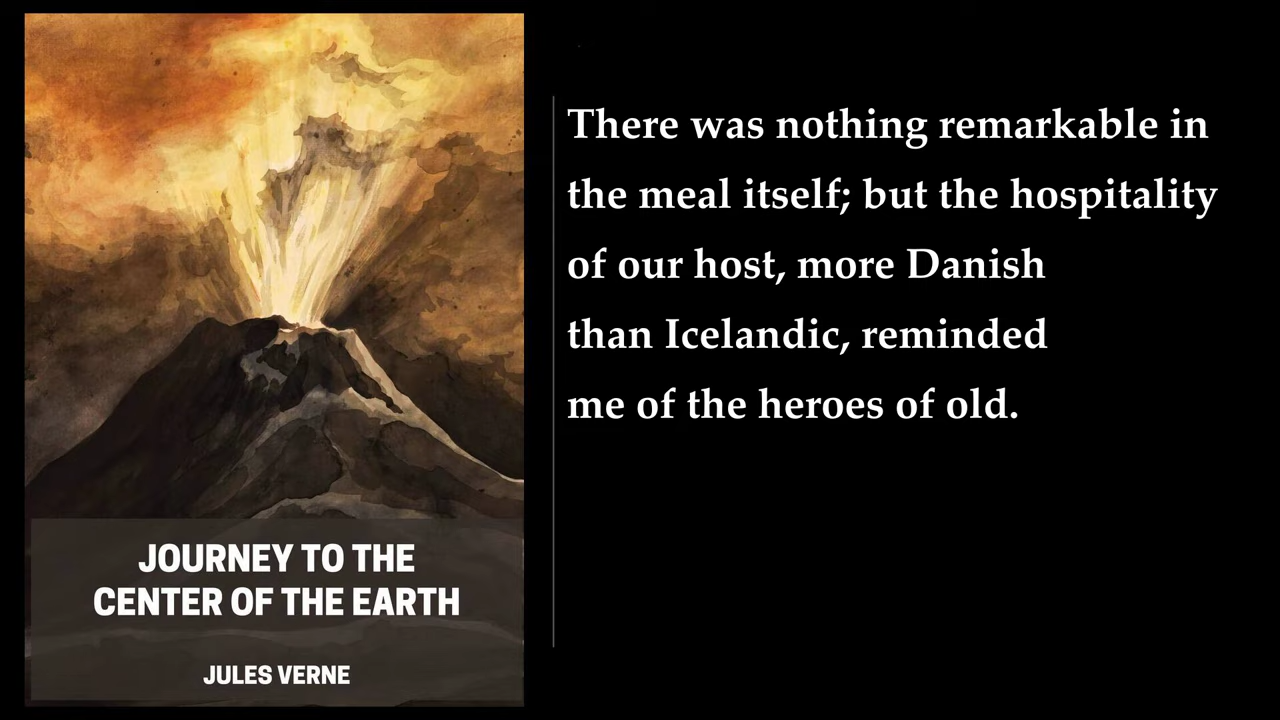 There was nothing remarkable in
the meal itself; but the hospitality
of our host, more Danish
than Icelandic, reminded
me of the heroes of old.
JOURNEY TO THE
CENTER OF THE EARTH
JULES VERNE